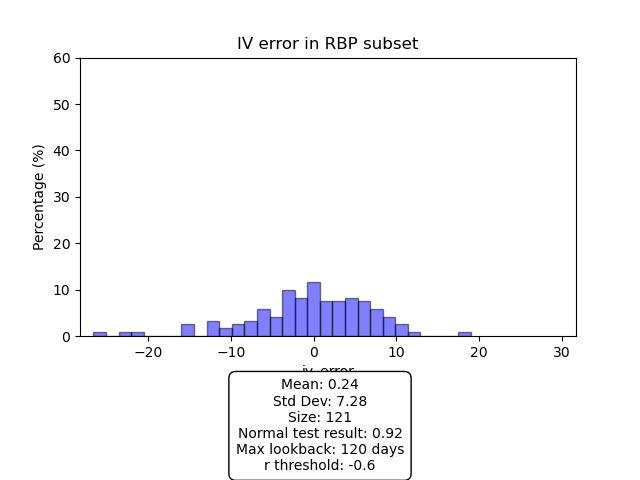 IV error in RBP subset
Percentage (%)
60
50
40
30
20
10
0
−20
−10
0
10
20
30
iv_error
Mean: 0.24
Std Dev: 7.28
Size: 121
Normal test result: 0.92
Max lookback: 120 days
r threshold: -0.6